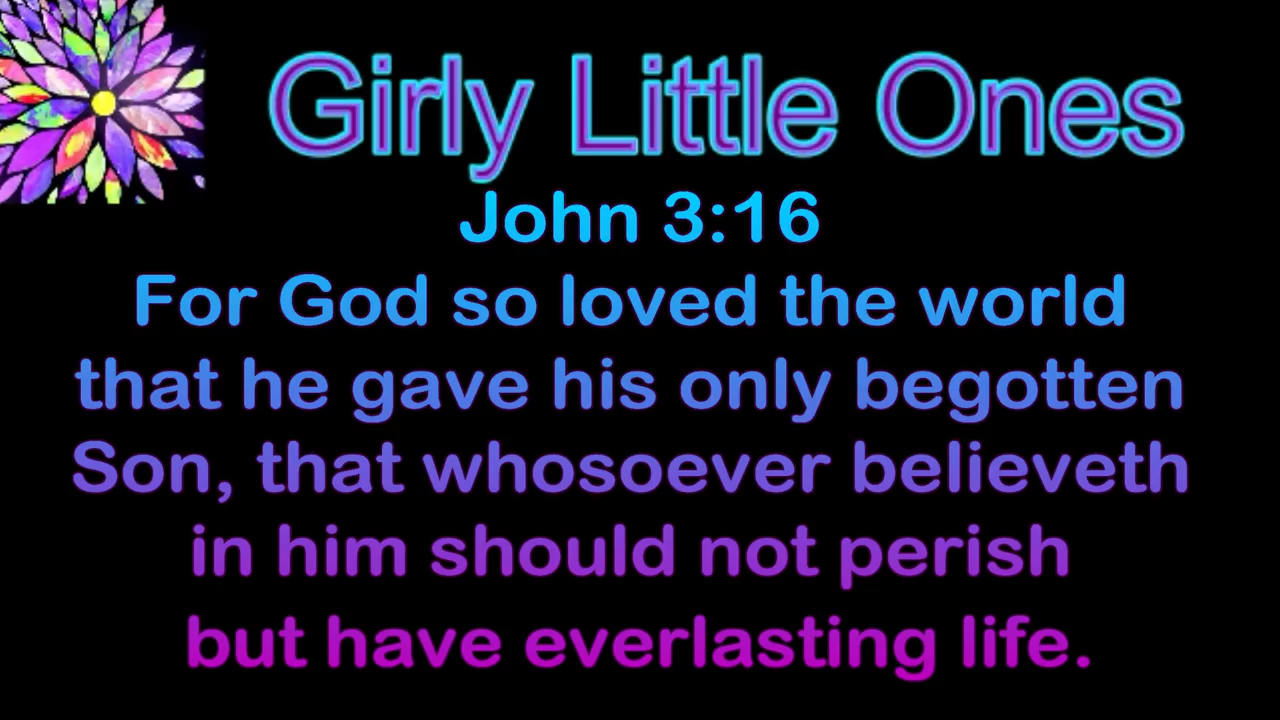 Girly Little Ones
John 3:16
For God so loved the world
that he gave his only begotten
Son, that whosoever believeth
in him should not perish
but have everlasting life.